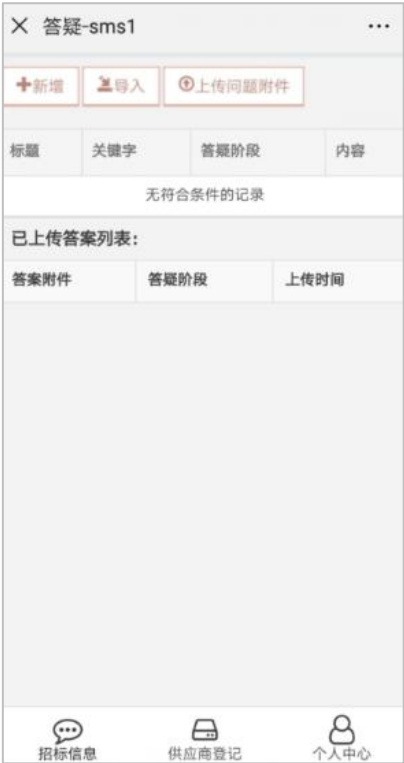 答疑-sms1
新增 导入 上传问题附件
标题 关键字 答疑阶段 内容
无符合条件的记录
已上传答案列表:
答案附件 答疑阶段 上传时间
招标信息 供应商登记 个人中心